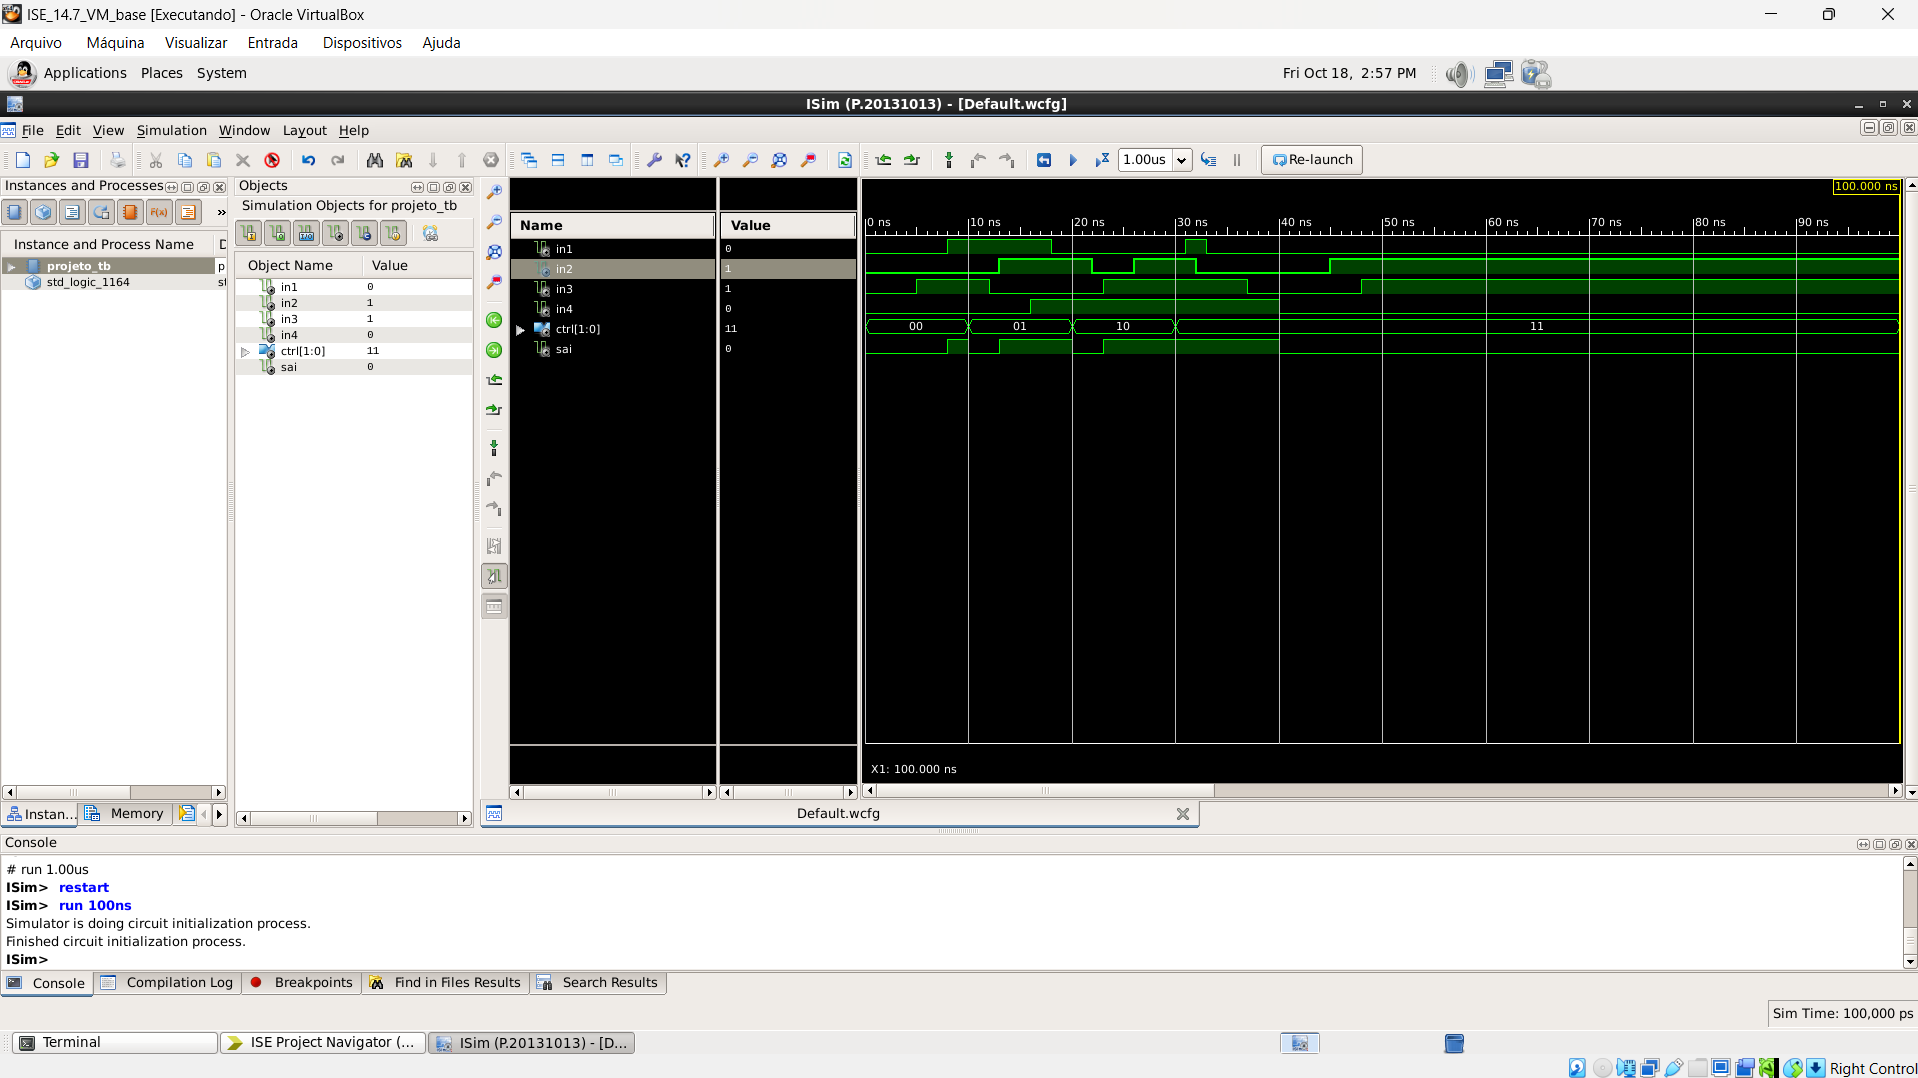 ISE_14.7_VM_base [Executando] - Oracle VirtualBox
Arquivo Máquina Visualizar Entrada Dispositivos Ajuda
Applications Places System
Fri Oct 18, 2:57 PM
ISim (P.20131013) - [Default.wcfg]
File Edit View Simulation Window Layout Help
1.00us
Re-launch
Instances and Processes
Objects
Simulation Objects for projeto_tb
F(x)
»
Instance and Process Name D
projeto_tb p
std_logic_1164 st
Object Name Value
in1 0
in2 1
in3 1
in4 0
ctrl[1:0] 11
sai 0
Name Value
in1 0
in2 1
in3 1
in4 0
ctrl[1:0] 11
sai 0
100.000 ns
0 ns 10 ns 20 ns 30 ns 40 ns 50 ns 60 ns 70 ns 80 ns 90 ns
00 01 10 11
X1: 100.000 ns
Instan... Memory
Default.wcfg
Console
# run 1.00us
ISim> restart
ISim> run 100ns
Simulator is doing circuit initialization process.
Finished circuit initialization process.
ISim>
Console Compilation Log Breakpoints Find in Files Results Search Results
Sim Time: 100,000 ps
Terminal ISE Project Navigator (... ISim (P.20131013) - [D...
Right Control